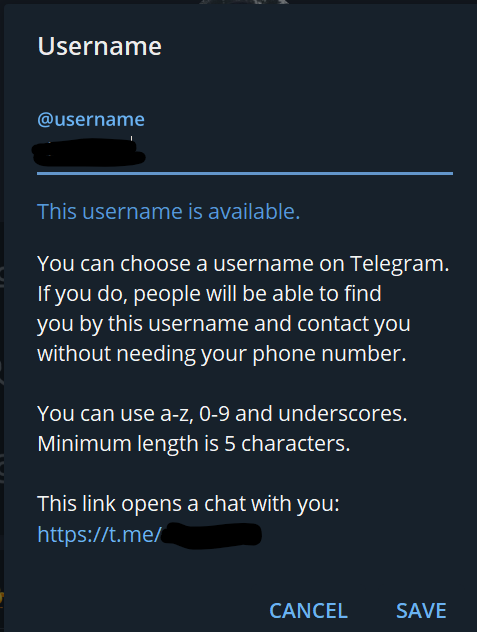 Username
@username
This username is available.
You can choose a username on Telegram.
If you do, people will be able to find
you by this username and contact you
without needing your phone number.
You can use a-z, 0-9 and underscores.
Minimum length is 5 characters.
This link opens a chat with you:
https://t.me/
CANCEL SAVE